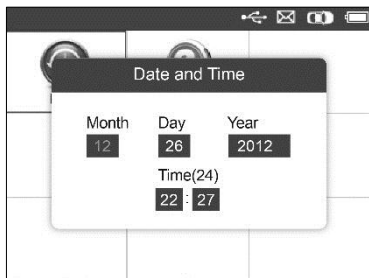 Date and Time
Month Day Year
12 26 2012
Time(24)
22 : 27